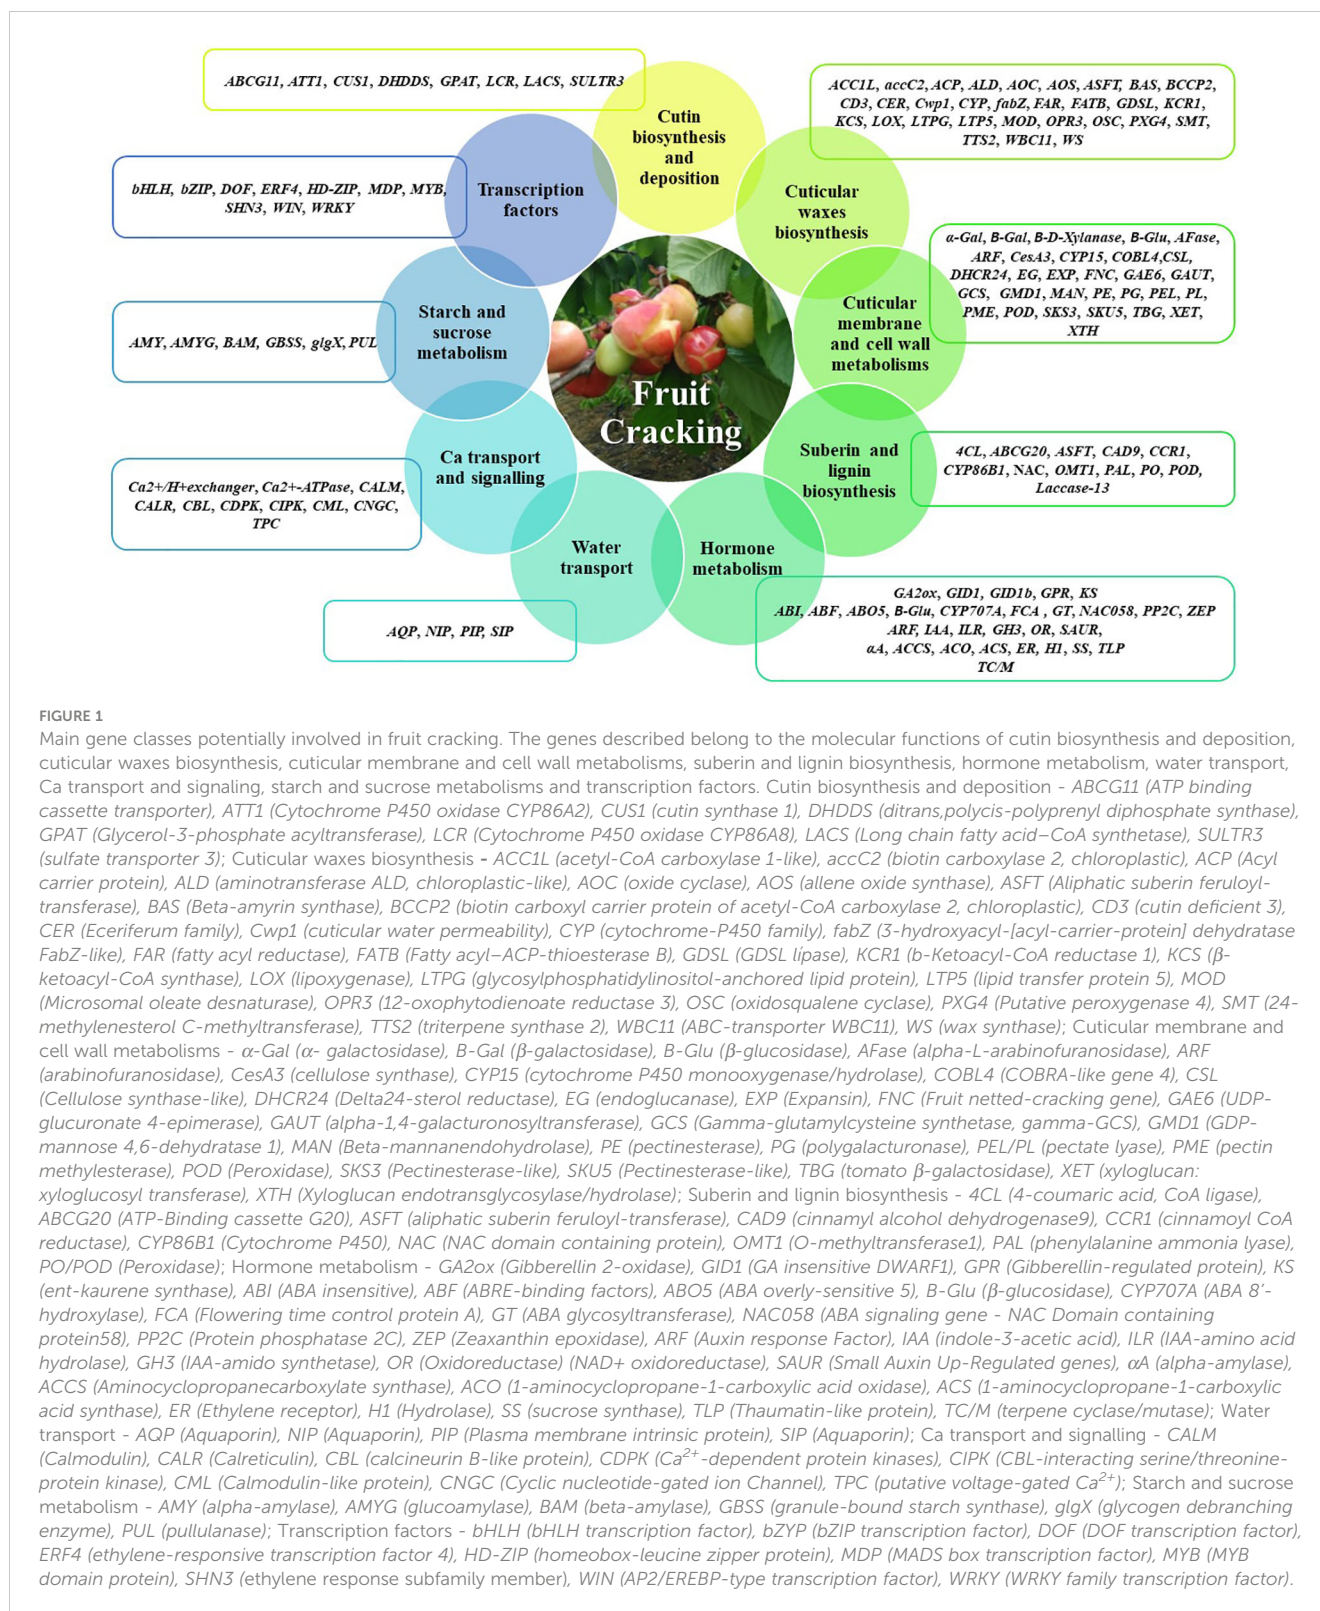 ABCG11, ATT1, CUS1, DHDDS, GPAT, LCR, LACS, SULTR3
Cutin
biosynthesis
and
deposition
ACC1L, accC2, ACP, ALD, AOC, AOS, ASFT, BAS, BCCP2,
CD3, CER, Cwp1, CYP, fabZ, FAR, FATB, GDSL, KCR1,
KCS, LOX, LTPG, LTP5, MOD, OPR3, OSC, PXG4, SMT,
TTS2, WBC11, WS
Cuticular
waxes
biosynthesis
bHLH, bZIP, DOF, ERF4, HD-ZIP, MDP, MYB,
SHN3, WIN, WRKY
Transcription
factors
α-Gal, B-Gal, B-D-Xylanase, B-Glu, AFase,
ARF, CesA3, CYP15, COBL4,CSL,
DHCR24, EG, EXP, FNC, GAE6, GAUT,
GCS, GMD1, MAN, PE, PG, PEL, PL,
PME, POD, SKS3, SKU5, TBG, XET,
XTH
Cuticular
membrane
and cell wall
metabolisms
AMY, AMYG, BAM, GBSS, glgX, PUL
Starch and
sucrose
metabolism
Fruit
Cracking
Suberin and
lignin
biosynthesis
4CL, ABCG20, ASFT, CAD9, CCR1,
CYP86B1, NAC, OMT1, PAL, PO, POD,
Laccase-13
Ca2+/H+exchanger, Ca2+-ATPase, CALM,
CALR, CBL, CDPK, CIPK, CML, CNGC,
TPC
Ca transport
and signalling
Water
transport
Hormone
metabolism
AQP, NIP, PIP, SIP
GA2ox, GID1, GID1b, GPR, KS
ABI, ABF, ABO5, B-Glu, CYP707A, FCA , GT, NAC058, PP2C, ZEP
ARF, IAA, ILR, GH3, OR, SAUR,
αA, ACCS, ACO, ACS, ER, H1, SS, TLP
TC/M
FIGURE 1
Main gene classes potentially involved in fruit cracking. The genes described belong to the molecular functions of cutin biosynthesis and deposition,
cuticular waxes biosynthesis, cuticular membrane and cell wall metabolisms, suberin and lignin biosynthesis, hormone metabolism, water transport,
Ca transport and signaling, starch and sucrose metabolisms and transcription factors. Cutin biosynthesis and deposition - ABCG11 (ATP binding
cassette transporter), ATT1 (Cytochrome P450 oxidase CYP86A2), CUS1 (cutin synthase 1), DHDDS (ditrans,polycis-polyprenyl diphosphate synthase),
GPAT (Glycerol-3-phosphate acyltransferase), LCR (Cytochrome P450 oxidase CYP86A8), LACS (Long chain fatty acid–CoA synthetase), SULTR3
(sulfate transporter 3); Cuticular waxes biosynthesis - ACC1L (acetyl-CoA carboxylase 1-like), accC2 (biotin carboxylase 2, chloroplastic), ACP (Acyl
carrier protein), ALD (aminotransferase ALD, chloroplastic-like), AOC (oxide cyclase), AOS (allene oxide synthase), ASFT (Aliphatic suberin feruloyl-
transferase), BAS (Beta-amyrin synthase), BCCP2 (biotin carboxyl carrier protein of acetyl-CoA carboxylase 2, chloroplastic), CD3 (cutin deficient 3),
CER (Eceriferum family), Cwp1 (cuticular water permeability), CYP (cytochrome-P450 family), fabZ (3-hydroxyacyl-[acyl-carrier-protein] dehydratase
FabZ-like), FAR (fatty acyl reductase), FATB (Fatty acyl–ACP-thioesterase B), GDSL (GDSL lípase), KCR1 (b-Ketoacyl-CoA reductase 1), KCS (β-
ketoacyl-CoA synthase), LOX (lipoxygenase), LTPG (glycosylphosphatidylinositol-anchored lipid protein), LTP5 (lipid transfer protein 5), MOD
(Microsomal oleate desnaturase), OPR3 (12-oxophytodienoate reductase 3), OSC (oxidosqualene cyclase), PXG4 (Putative peroxygenase 4), SMT (24-
methylenesterol C-methyltransferase), TTS2 (triterpene synthase 2), WBC11 (ABC-transporter WBC11), WS (wax synthase); Cuticular membrane and
cell wall metabolisms - α-Gal (α- galactosidase), B-Gal (β-galactosidase), B-Glu (β-glucosidase), AFase (alpha-L-arabinofuranosidase), ARF
(arabinofuranosidase), CesA3 (cellulose synthase), CYP15 (cytochrome P450 monooxygenase/hydrolase), COBL4 (COBRA-like gene 4), CSL
(Cellulose synthase-like), DHCR24 (Delta24-sterol reductase), EG (endoglucanase), EXP (Expansin), FNC (Fruit netted-cracking gene), GAE6 (UDP-
glucuronate 4-epimerase), GAUT (alpha-1,4-galacturonosyltransferase), GCS (Gamma-glutamylcysteine synthetase, gamma-GCS), GMD1 (GDP-
mannose 4,6-dehydratase 1), MAN (Beta-mannanendohydrolase), PE (pectinesterase), PG (polygalacturonase), PEL/PL (pectate lyase), PME (pectin
methylesterase), POD (Peroxidase), SKS3 (Pectinesterase-like), SKU5 (Pectinesterase-like), TBG (tomato β-galactosidase), XET (xyloglucan:
xyloglucosyl transferase), XTH (Xyloglucan endotransglycosylase/hydrolase); Suberin and lignin biosynthesis - 4CL (4-coumaric acid, CoA ligase),
ABCG20 (ATP-Binding cassette G20), ASFT (aliphatic suberin feruloyl-transferase), CAD9 (cinnamyl alcohol dehydrogenase9), CCR1 (cinnamoyl CoA
reductase), CYP86B1 (Cytochrome P450), NAC (NAC domain containing protein), OMT1 (O-methyltransferase1), PAL (phenylalanine ammonia lyase),
PO/POD (Peroxidase); Hormone metabolism - GA2ox (Gibberellin 2-oxidase), GID1 (GA insensitive DWARF1), GPR (Gibberellin-regulated protein), KS
(ent-kaurene synthase), ABI (ABA insensitive), ABF (ABRE-binding factors), ABO5 (ABA overly-sensitive 5), B-Glu (β-glucosidase), CYP707A (ABA 8′-
hydroxylase), FCA (Flowering time control protein A), GT (ABA glycosyltransferase), NAC058 (ABA signaling gene - NAC Domain containing
protein58), PP2C (Protein phosphatase 2C), ZEP (Zeaxanthin epoxidase), ARF (Auxin response Factor), IAA (indole-3-acetic acid), ILR (IAA-amino acid
hydrolase), GH3 (IAA-amido synthetase), OR (Oxidoreductase) (NAD+ oxidoreductase), SAUR (Small Auxin Up-Regulated genes), αA (alpha-amylase),
ACCS (Aminocyclopropanecarboxylate synthase), ACO (1-aminocyclopropane-1-carboxylic acid oxidase), ACS (1-aminocyclopropane-1-carboxylic
acid synthase), ER (Ethylene receptor), H1 (Hydrolase), SS (sucrose synthase), TLP (Thaumatin-like protein), TC/M (terpene cyclase/mutase); Water
transport - AQP (Aquaporin), NIP (Aquaporin), PIP (Plasma membrane intrinsic protein), SIP (Aquaporin); Ca transport and signalling - CALM
(Calmodulin), CALR (Calreticulin), CBL (calcineurin B-like protein), CDPK (Ca²⁺-dependent protein kinases), CIPK (CBL-interacting serine/threonine-
protein kinase), CML (Calmodulin-like protein), CNGC (Cyclic nucleotide-gated ion Channel), TPC (putative voltage-gated Ca²⁺); Starch and sucrose
metabolism - AMY (alpha-amylase), AMYG (glucoamylase), BAM (beta-amylase), GBSS (granule-bound starch synthase), glgX (glycogen debranching
enzyme), PUL (pullulanase); Transcription factors - bHLH (bHLH transcription factor), bZYP (bZIP transcription factor), DOF (DOF transcription factor),
ERF4 (ethylene-responsive transcription factor 4), HD-ZIP (homeobox-leucine zipper protein), MDP (MADS box transcription factor), MYB (MYB
domain protein), SHN3 (ethylene response subfamily member), WIN (AP2/EREBP-type transcription factor), WRKY (WRKY family transcription factor).